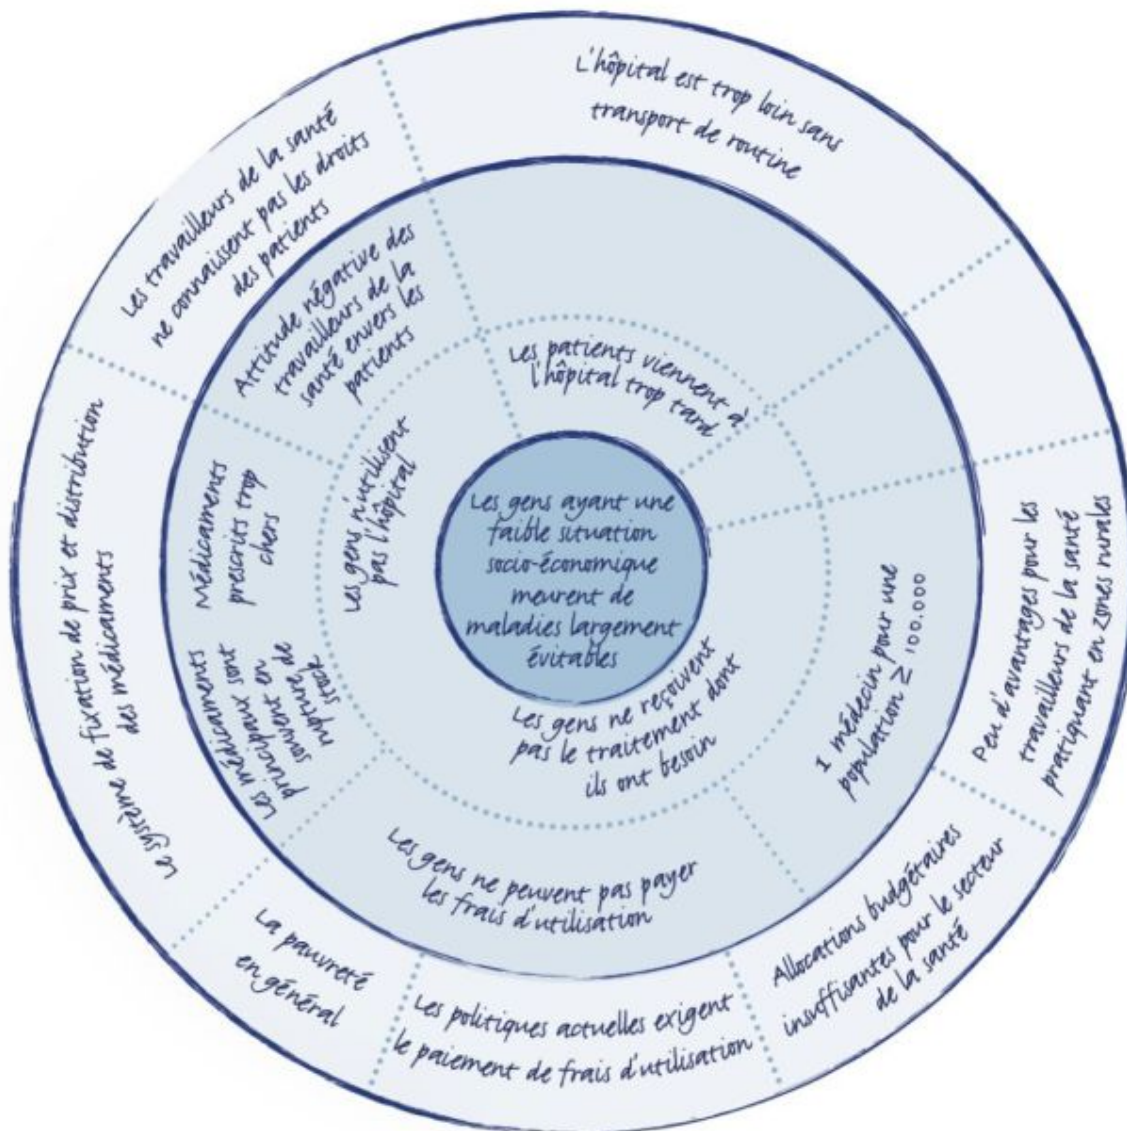 L'hôpital est trop loin sans
transport de routine
Les travailleurs de la santé
ne connaissent pas les droits
des patients
Attitude négative des
travailleurs de la
santé envers les
patients
Les patients viennent à
l'hôpital trop tard
Les gens n'utilisent
pas l'hôpital
Médicaments
prescrits trop
chers
Les gens ayant une
faible situation
socio-économique
meurent de
maladies largement
évitables
Le système de fixation de prix et distribution
des médicaments
Les médicaments
principaux sont
souvent en
rupture de
stock
Les gens ne reçoivent
pas le traitement dont
ils ont besoin
1 médecin pour une
population ≥ 100.000
Peu d'avantages pour les
travailleurs de la santé
pratiquant en zones rurales
Les gens ne peuvent pas payer
les frais d'utilisation
La pauvreté
en général
Les politiques actuelles exigent
le paiement de frais d'utilisation
Allocations budgétaires
insuffisantes pour le secteur
de la santé